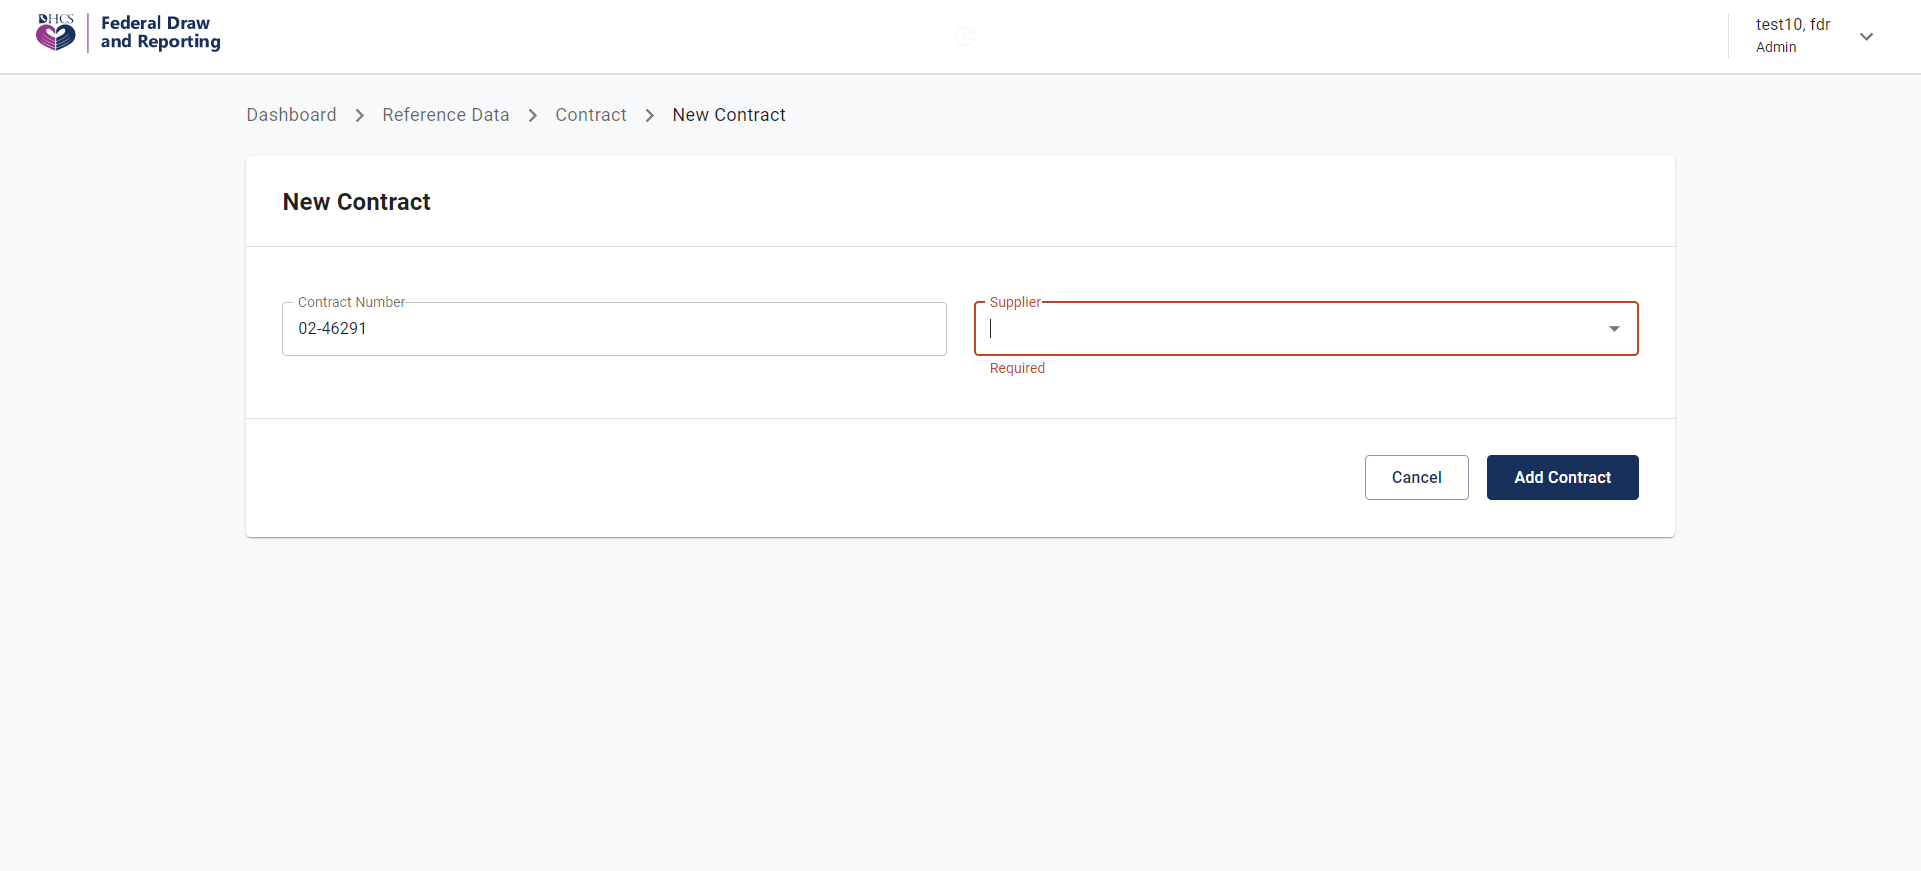 DHCS
Federal Draw
and Reporting
test10, fdr
Admin
Dashboard > Reference Data > Contract > New Contract
New Contract
Contract Number
02-46291
Supplier
Required
Cancel
Add Contract